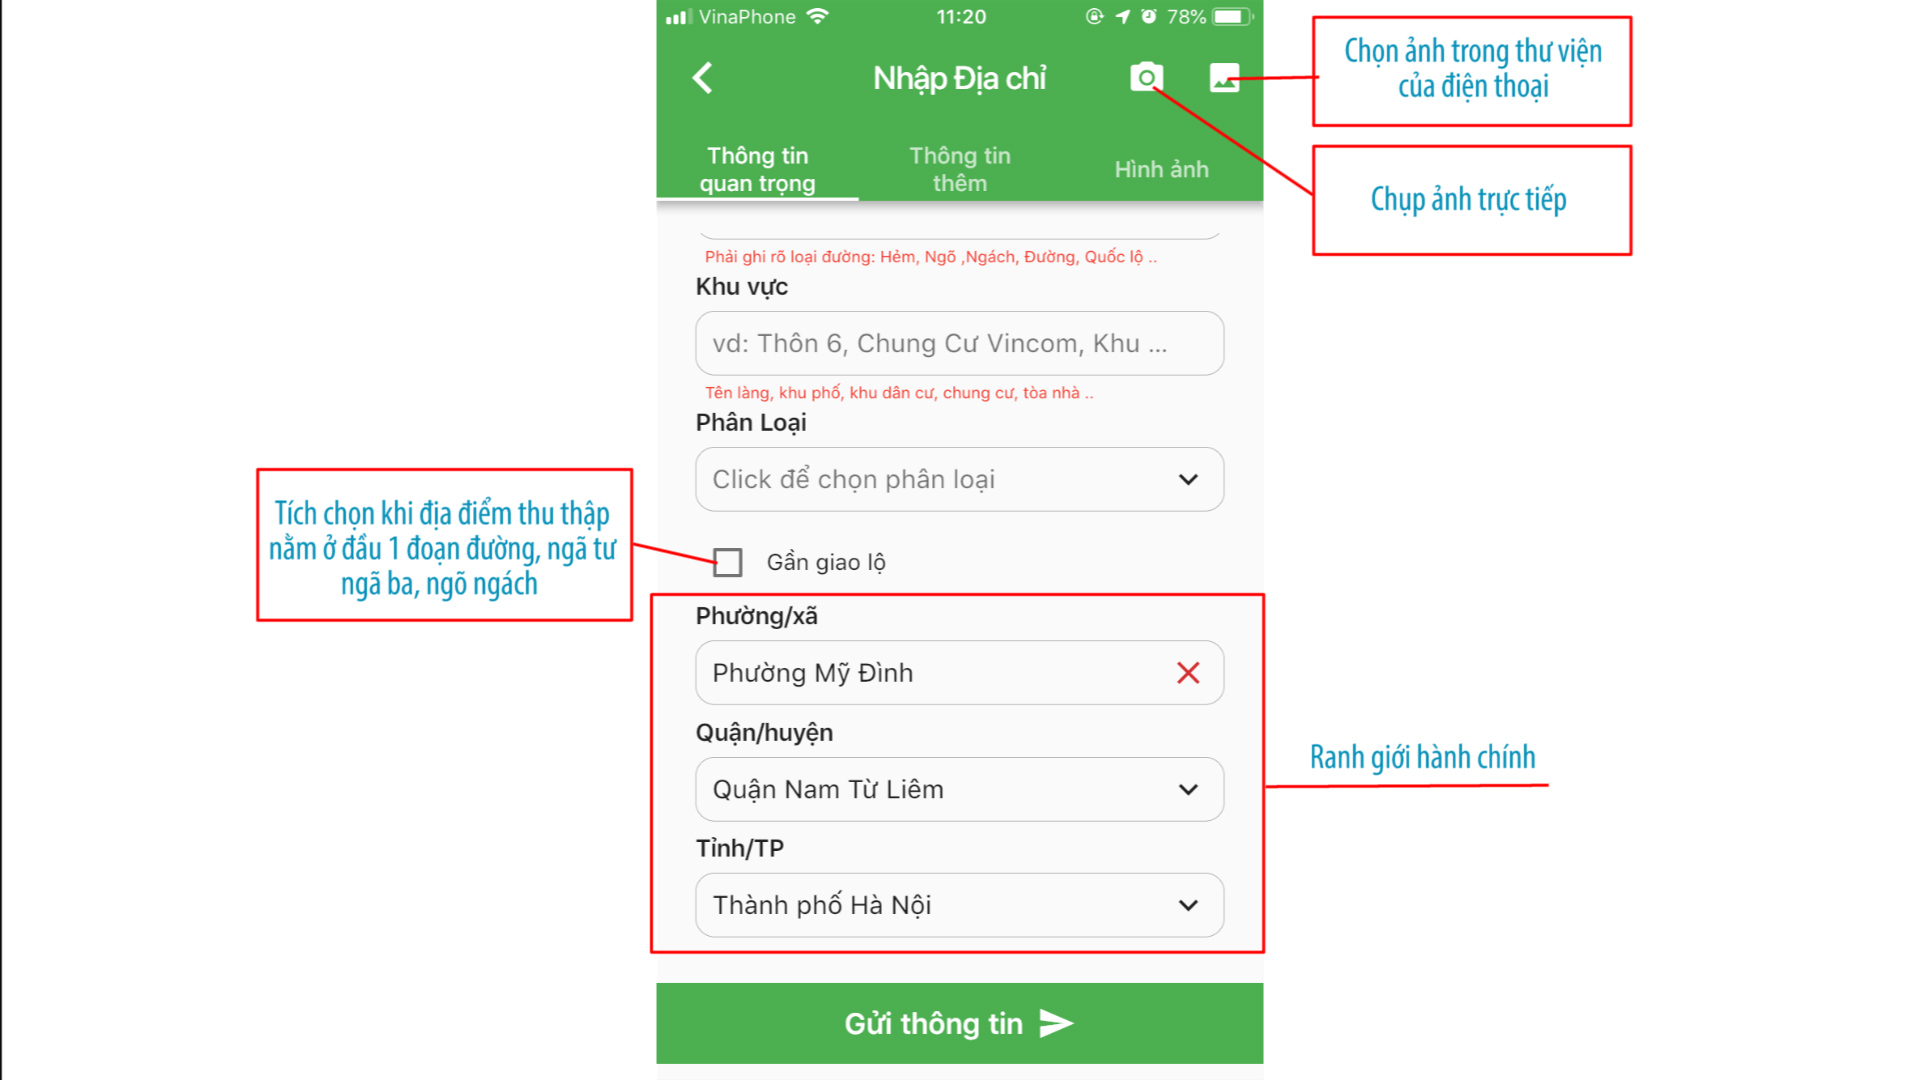 VinaPhone 11:20 78%
Nhập Địa chỉ
Thông tin
quan trọng
Thông tin
thêm
Hình ảnh
Chọn ảnh trong thư viện
của điện thoại
Chụp ảnh trực tiếp
Phải ghi rõ loại đường: Hẻm, Ngõ ,Ngách, Đường, Quốc lộ ..
Khu vực
vd: Thôn 6, Chung Cư Vincom, Khu ...
Tên làng, khu phố, khu dân cư, chung cư, tòa nhà ..
Phân Loại
Click để chọn phân loại
Tích chọn khi địa điểm thu thập
nằm ở đầu 1 đoạn đường, ngã tư
ngã ba, ngõ ngách
Gần giao lộ
Phường/xã
Phường Mỹ Đình
Quận/huyện
Quận Nam Từ Liêm
Ranh giới hành chính
Tỉnh/TP
Thành phố Hà Nội
Gửi thông tin